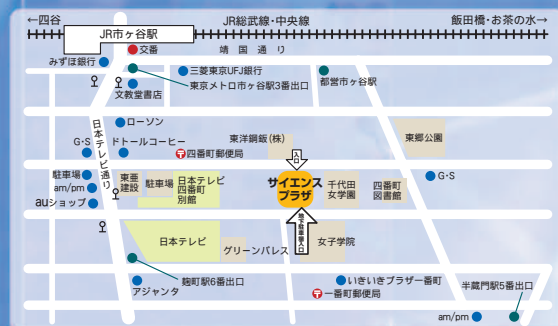 ←四谷
JR総武線・中央線
飯田橋・お茶の水→
JR市ヶ谷駅
交番
靖国通り
みずほ銀行
三菱東京UFJ銀行
都営市ヶ谷駅
東京メトロ市ヶ谷駅3番出口
文教堂書店
日本テレビ通り
ローソン
G・S
ドトールコーヒー
東洋鋼鈑(株)
東郷公園
四番町郵便局
入口
駐車場
am/pm
auショップ
東亜
建設
駐車場
日本テレビ
四番町
別館
サイエンス
プラザ
千代田
女学園
四番町
図書館
G・S
地下駐車場入口
日本テレビ
グリーンパレス
女子学院
麹町駅6番出口
アジャンタ
いきいきプラザ一番町
一番町郵便局
半蔵門駅5番出口
am/pm